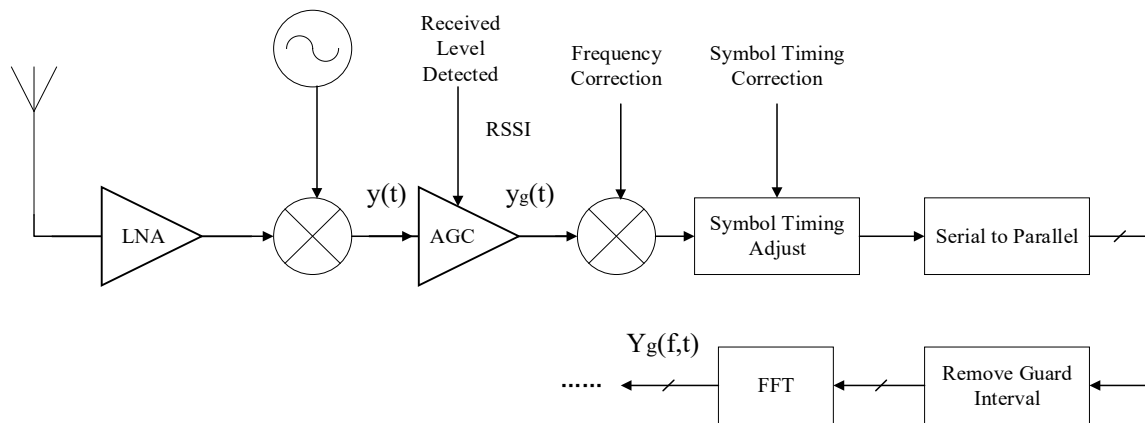 Received
Level
Detected
RSSI
Frequency
Correction
Symbol Timing
Correction
LNA
y(t)
AGC
yg(t)
Symbol Timing
Adjust
Serial to Parallel
Yg(f,t)
......
FFT
Remove Guard
Interval